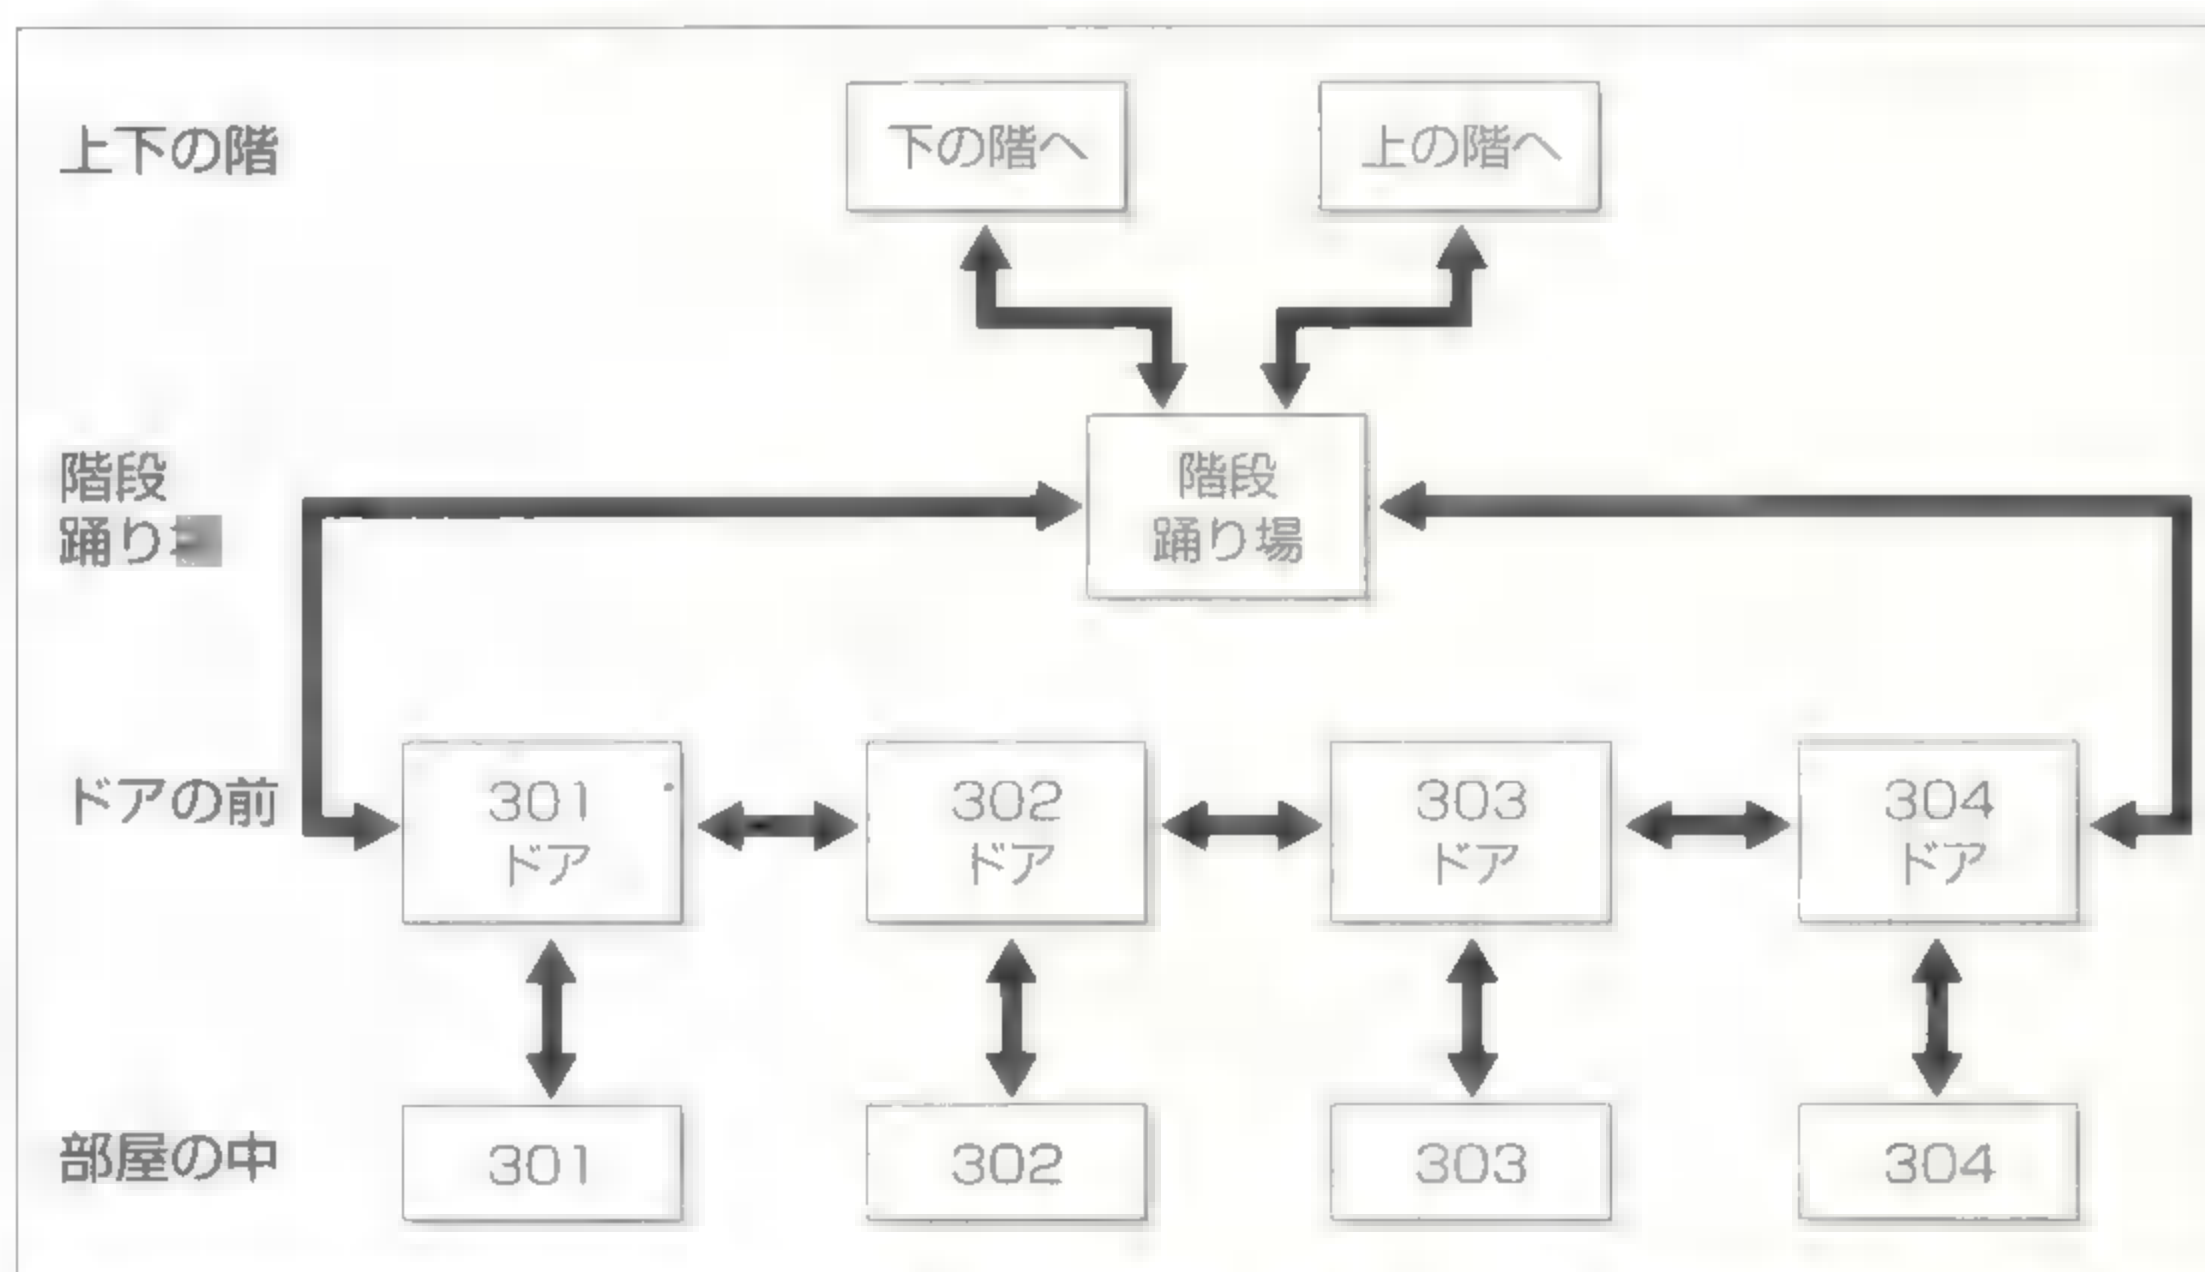 上下の階
下の階へ
上の階へ
階段
踊り
階段
踊り場
ドアの前
301
ドア
302
ドア
303
ドア
304
ドア
部屋の中
301
302
303
304